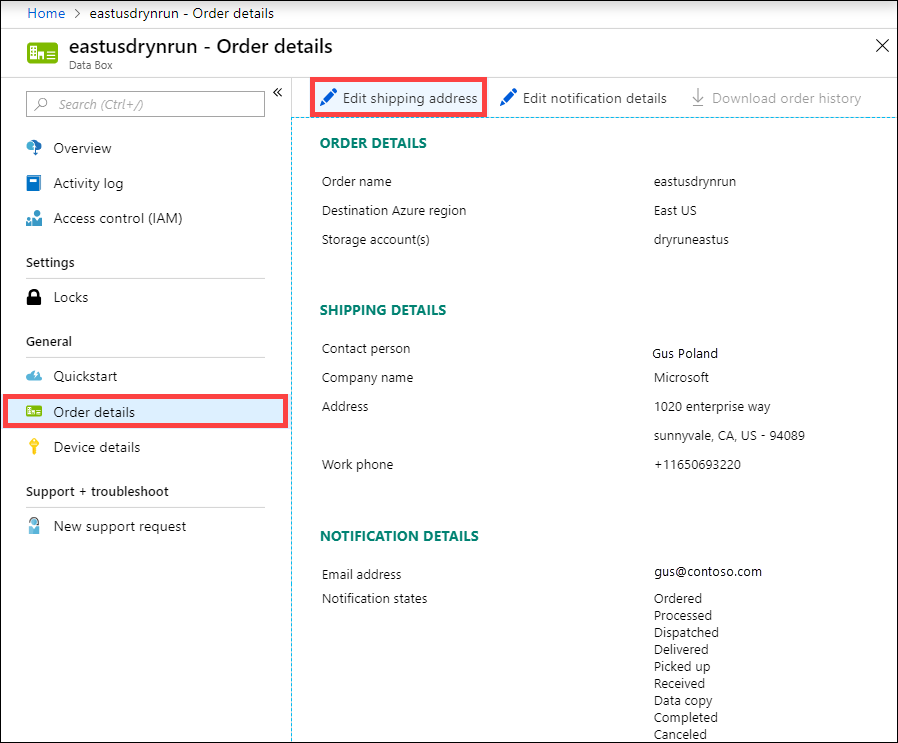 Home > eastusdrynrun - Order details
eastusdrynrun - Order details
Data Box
Search (Ctrl+/)
«
Overview
Activity log
Access control (IAM)
Settings
Locks
General
Quickstart
Order details
Device details
Support + troubleshoot
New support request
Edit shipping address Edit notification details Download order history
ORDER DETAILS
Order name eastusdrynrun
Destination Azure region East US
Storage account(s) dryruneastus
SHIPPING DETAILS
Contact person Gus Poland
Company name Microsoft
Address 1020 enterprise way
sunnyvale, CA, US - 94089
Work phone +11650693220
NOTIFICATION DETAILS
Email address gus@contoso.com
Notification states Ordered
Processed
Dispatched
Delivered
Picked up
Received
Data copy
Completed
Canceled